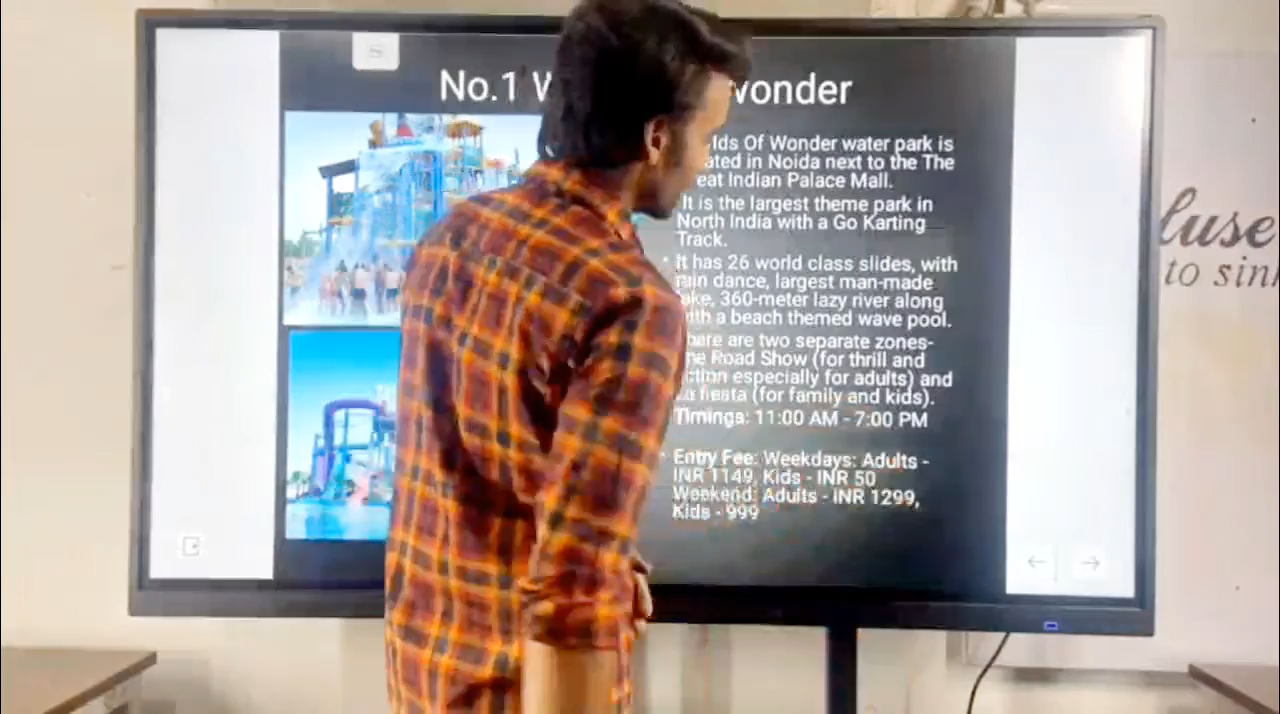 No.1 W wonder
lds Of Wonder water park is
ated in Noida next to the The
eat Indian Palace Mall.
It is the largest theme park in
North India with a Go Karting
Track.
• It has 26 world class slides, with
rain dance, largest man-made
lake, 360-meter lazy river along
with a beach themed wave pool.
here are two separate zones-
he Road Show (for thrill and
ction especially for adults) and
La fiesta (for family and kids).
Timings: 11:00 AM - 7:00 PM
• Entry Fee: Weekdays: Adults -
INR 1149, Kids - INR 50
Weekend: Adults - INR 1299,
Kids - 999
luse
to sin